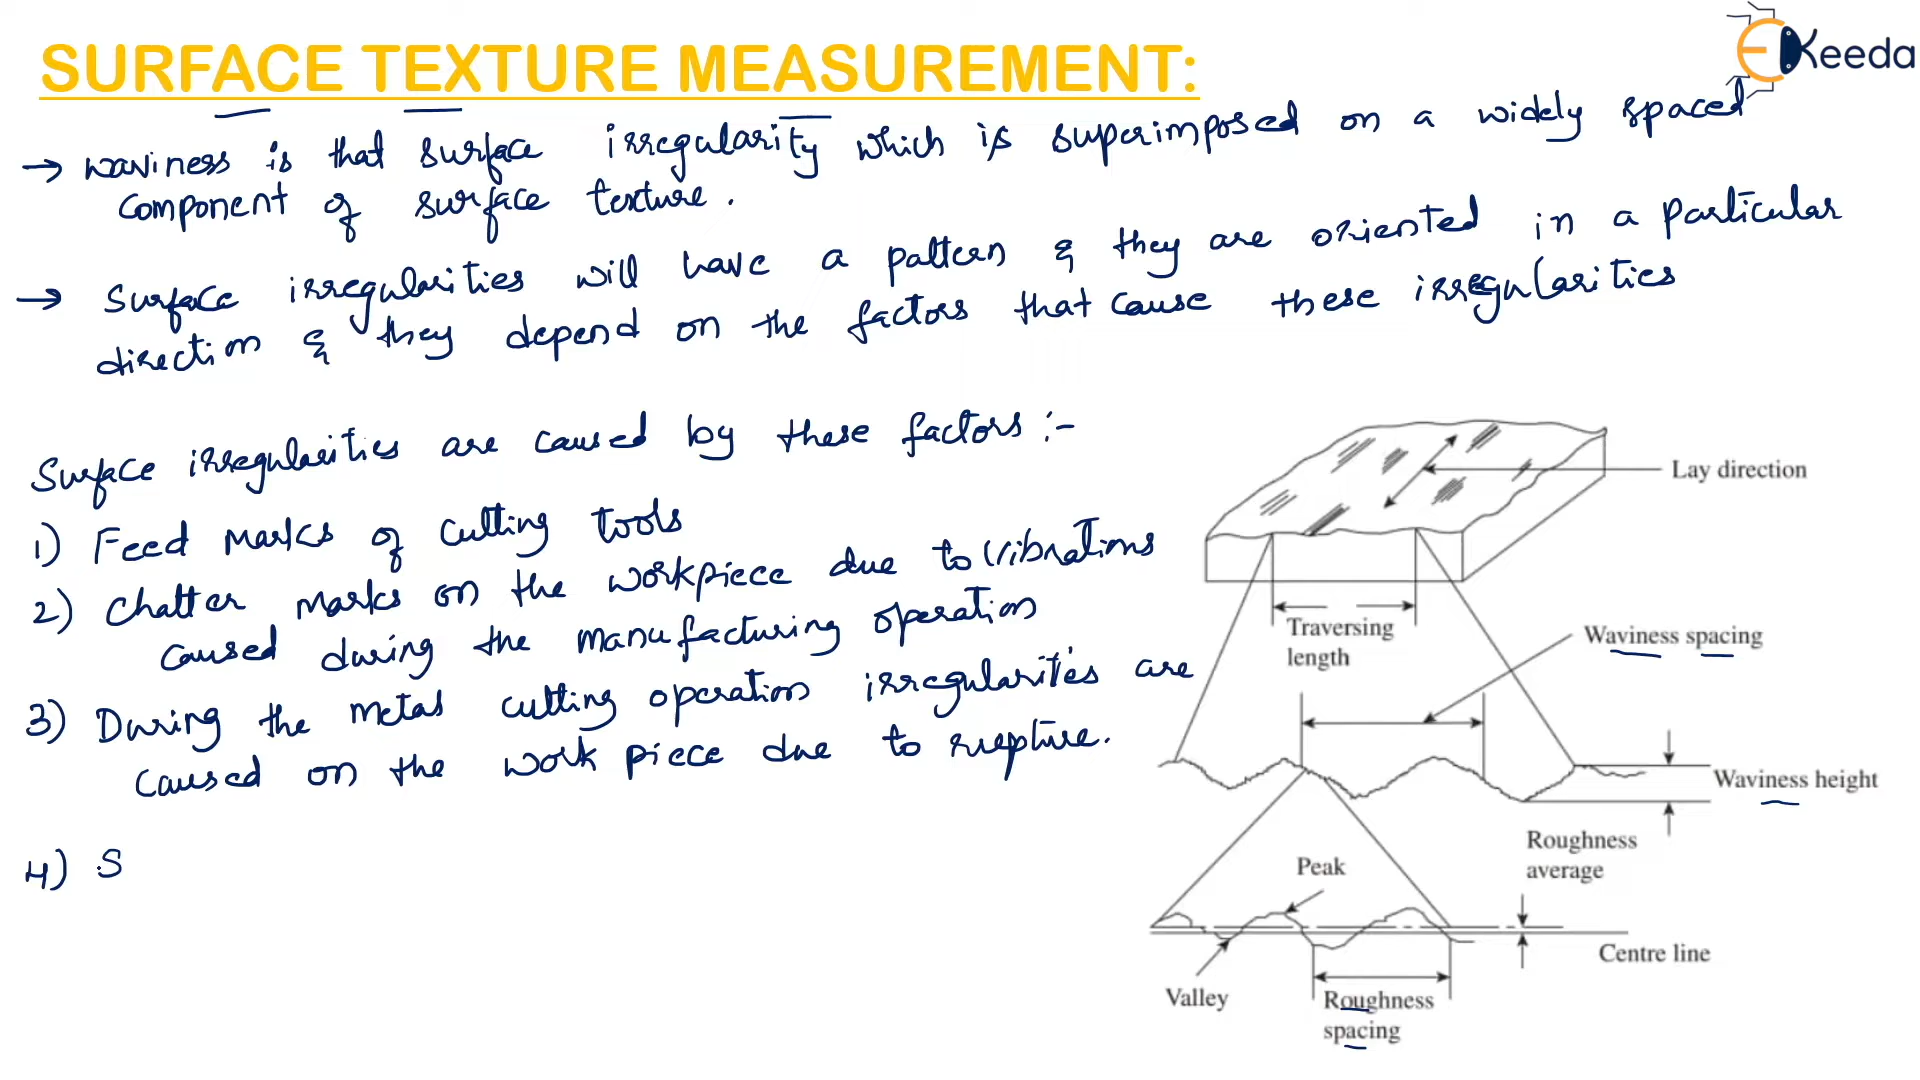 SURFACE TEXTURE MEASUREMENT:
EKeeda
→ waviness is that surface irregularity which is superimposed on a widely spaced
component of surface texture.
→ Surface irregularities will have a pattern & they are oriented in a particular
direction & they depend on the factors that cause these irregularities
Surface irregularities are caused by these factors :-
1) Feed marks of cutting tools
2) Chatter marks on the workpiece due to vibrations
caused during the manufacturing operation
3) During the metal cutting operation irregularities are
caused on the work piece due to rupture.
4) S
Lay direction
Traversing
length
Waviness spacing
Waviness height
Roughness
average
Peak
Centre line
Valley
Roughness
spacing